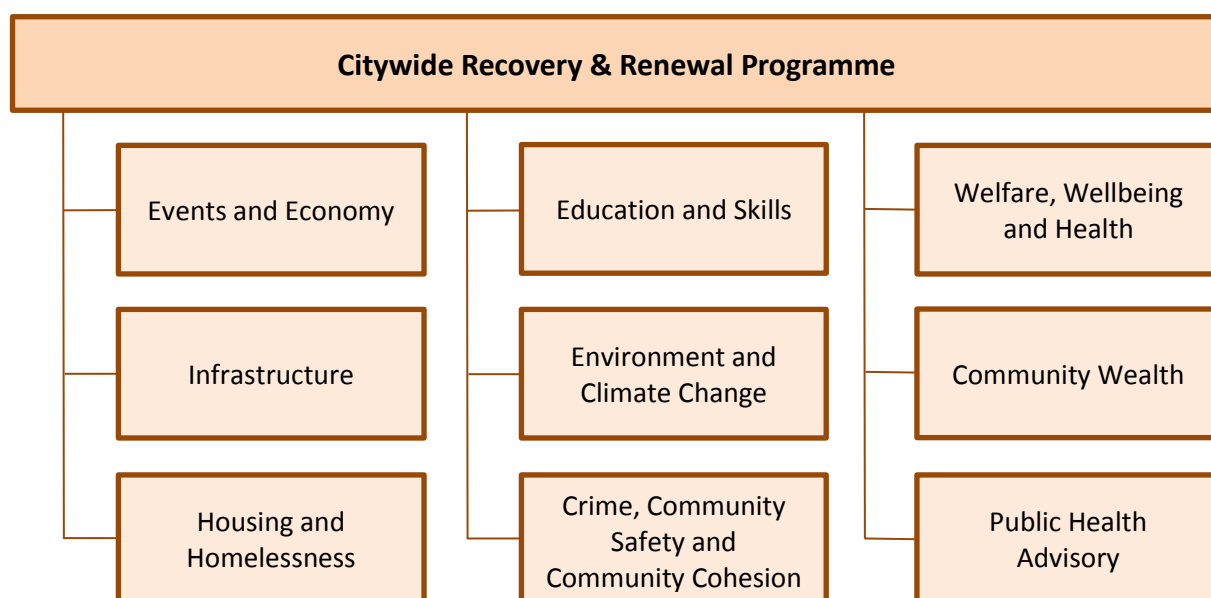 Citywide Recovery & Renewal Programme
Events and Economy
Education and Skills
Welfare, Wellbeing
and Health
Infrastructure
Environment and
Climate Change
Community Wealth
Housing and
Homelessness
Crime, Community
Safety and
Community Cohesion
Public Health
Advisory